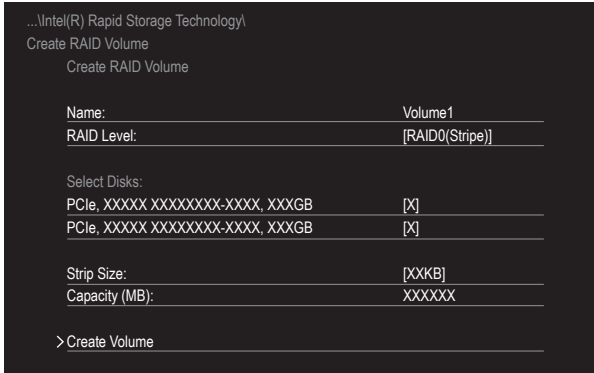 ...\Intel(R) Rapid Storage Technology\
Create RAID Volume
Create RAID Volume
Name: Volume1
RAID Level: [RAID0(Stripe)]
Select Disks:
PCIe, XXXXX XXXXXXXX-XXXX, XXXGB [X]
PCIe, XXXXX XXXXXXXX-XXXX, XXXGB [X]
Strip Size: [XXKB]
Capacity (MB): XXXXXX
>Create Volume